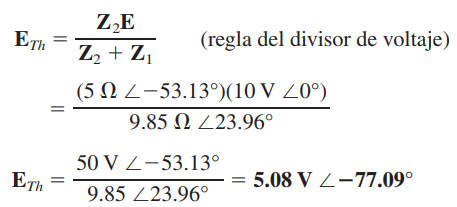 E_Th = Z₂E / (Z₂ + Z₁) (regla del divisor de voltaje)
= (5 Ω ∠−53.13°)(10 V ∠0°) / 9.85 Ω ∠23.96°
E_Th = 50 V ∠−53.13° / 9.85 ∠23.96° = 5.08 V ∠−77.09°